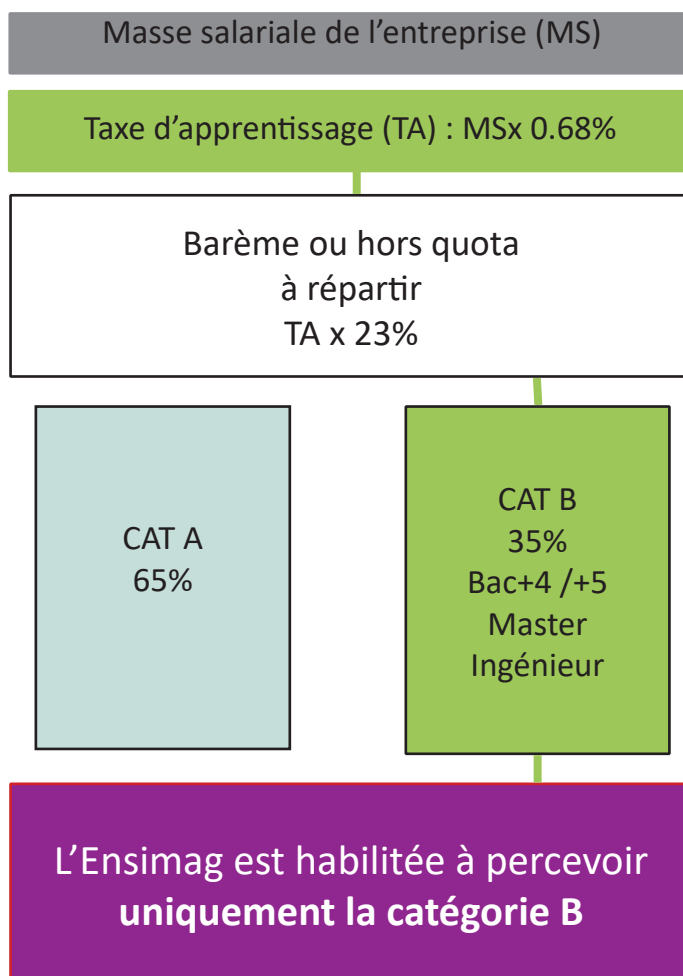 Masse salariale de l’entreprise (MS)
Taxe d’apprentissage (TA) : MSx 0.68%
Barème ou hors quota
à répartir
TA x 23%
CAT A
65%
CAT B
35%
Bac+4 /+5
Master
Ingénieur
L’Ensimag est habilitée à percevoir
uniquement la catégorie B